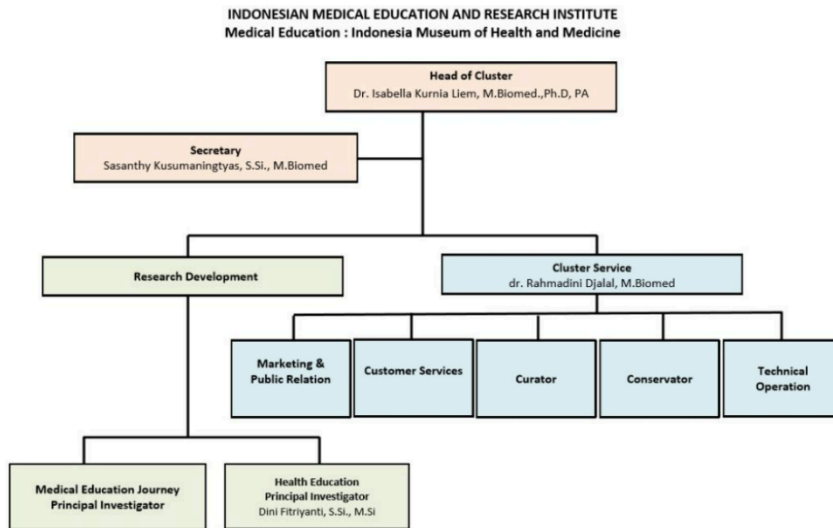 INDONESIAN MEDICAL EDUCATION AND RESEARCH INSTITUTE
Medical Education : Indonesia Museum of Health and Medicine
Head of Cluster
Dr. Isabella Kurnia Liem, M.Biomed.,Ph.D, PA
Secretary
Sasanthy Kusumaningtyas, S.Si., M.Biomed
Research Development
Cluster Service
dr. Rahmadini Djalal, M.Biomed
Marketing &
Public Relation
Customer Services
Curator
Conservator
Technical
Operation
Medical Education Journey
Principal Investigator
Health Education
Principal Investigator
Dini Fitriyanti, S.Si., M.Si